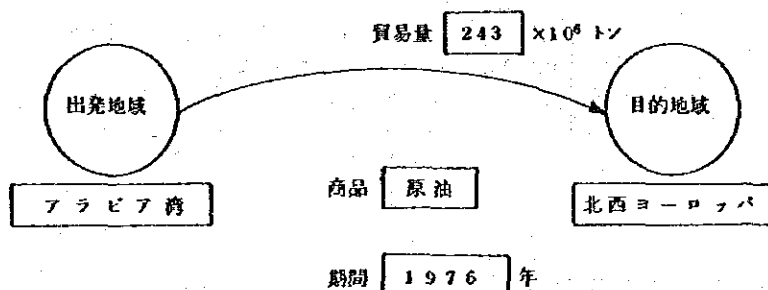 貿易量 243 ×10⁶ トン
出発地域 目的地域
アラビア湾 商品 原油 北西ヨーロッパ
期間 1976 年